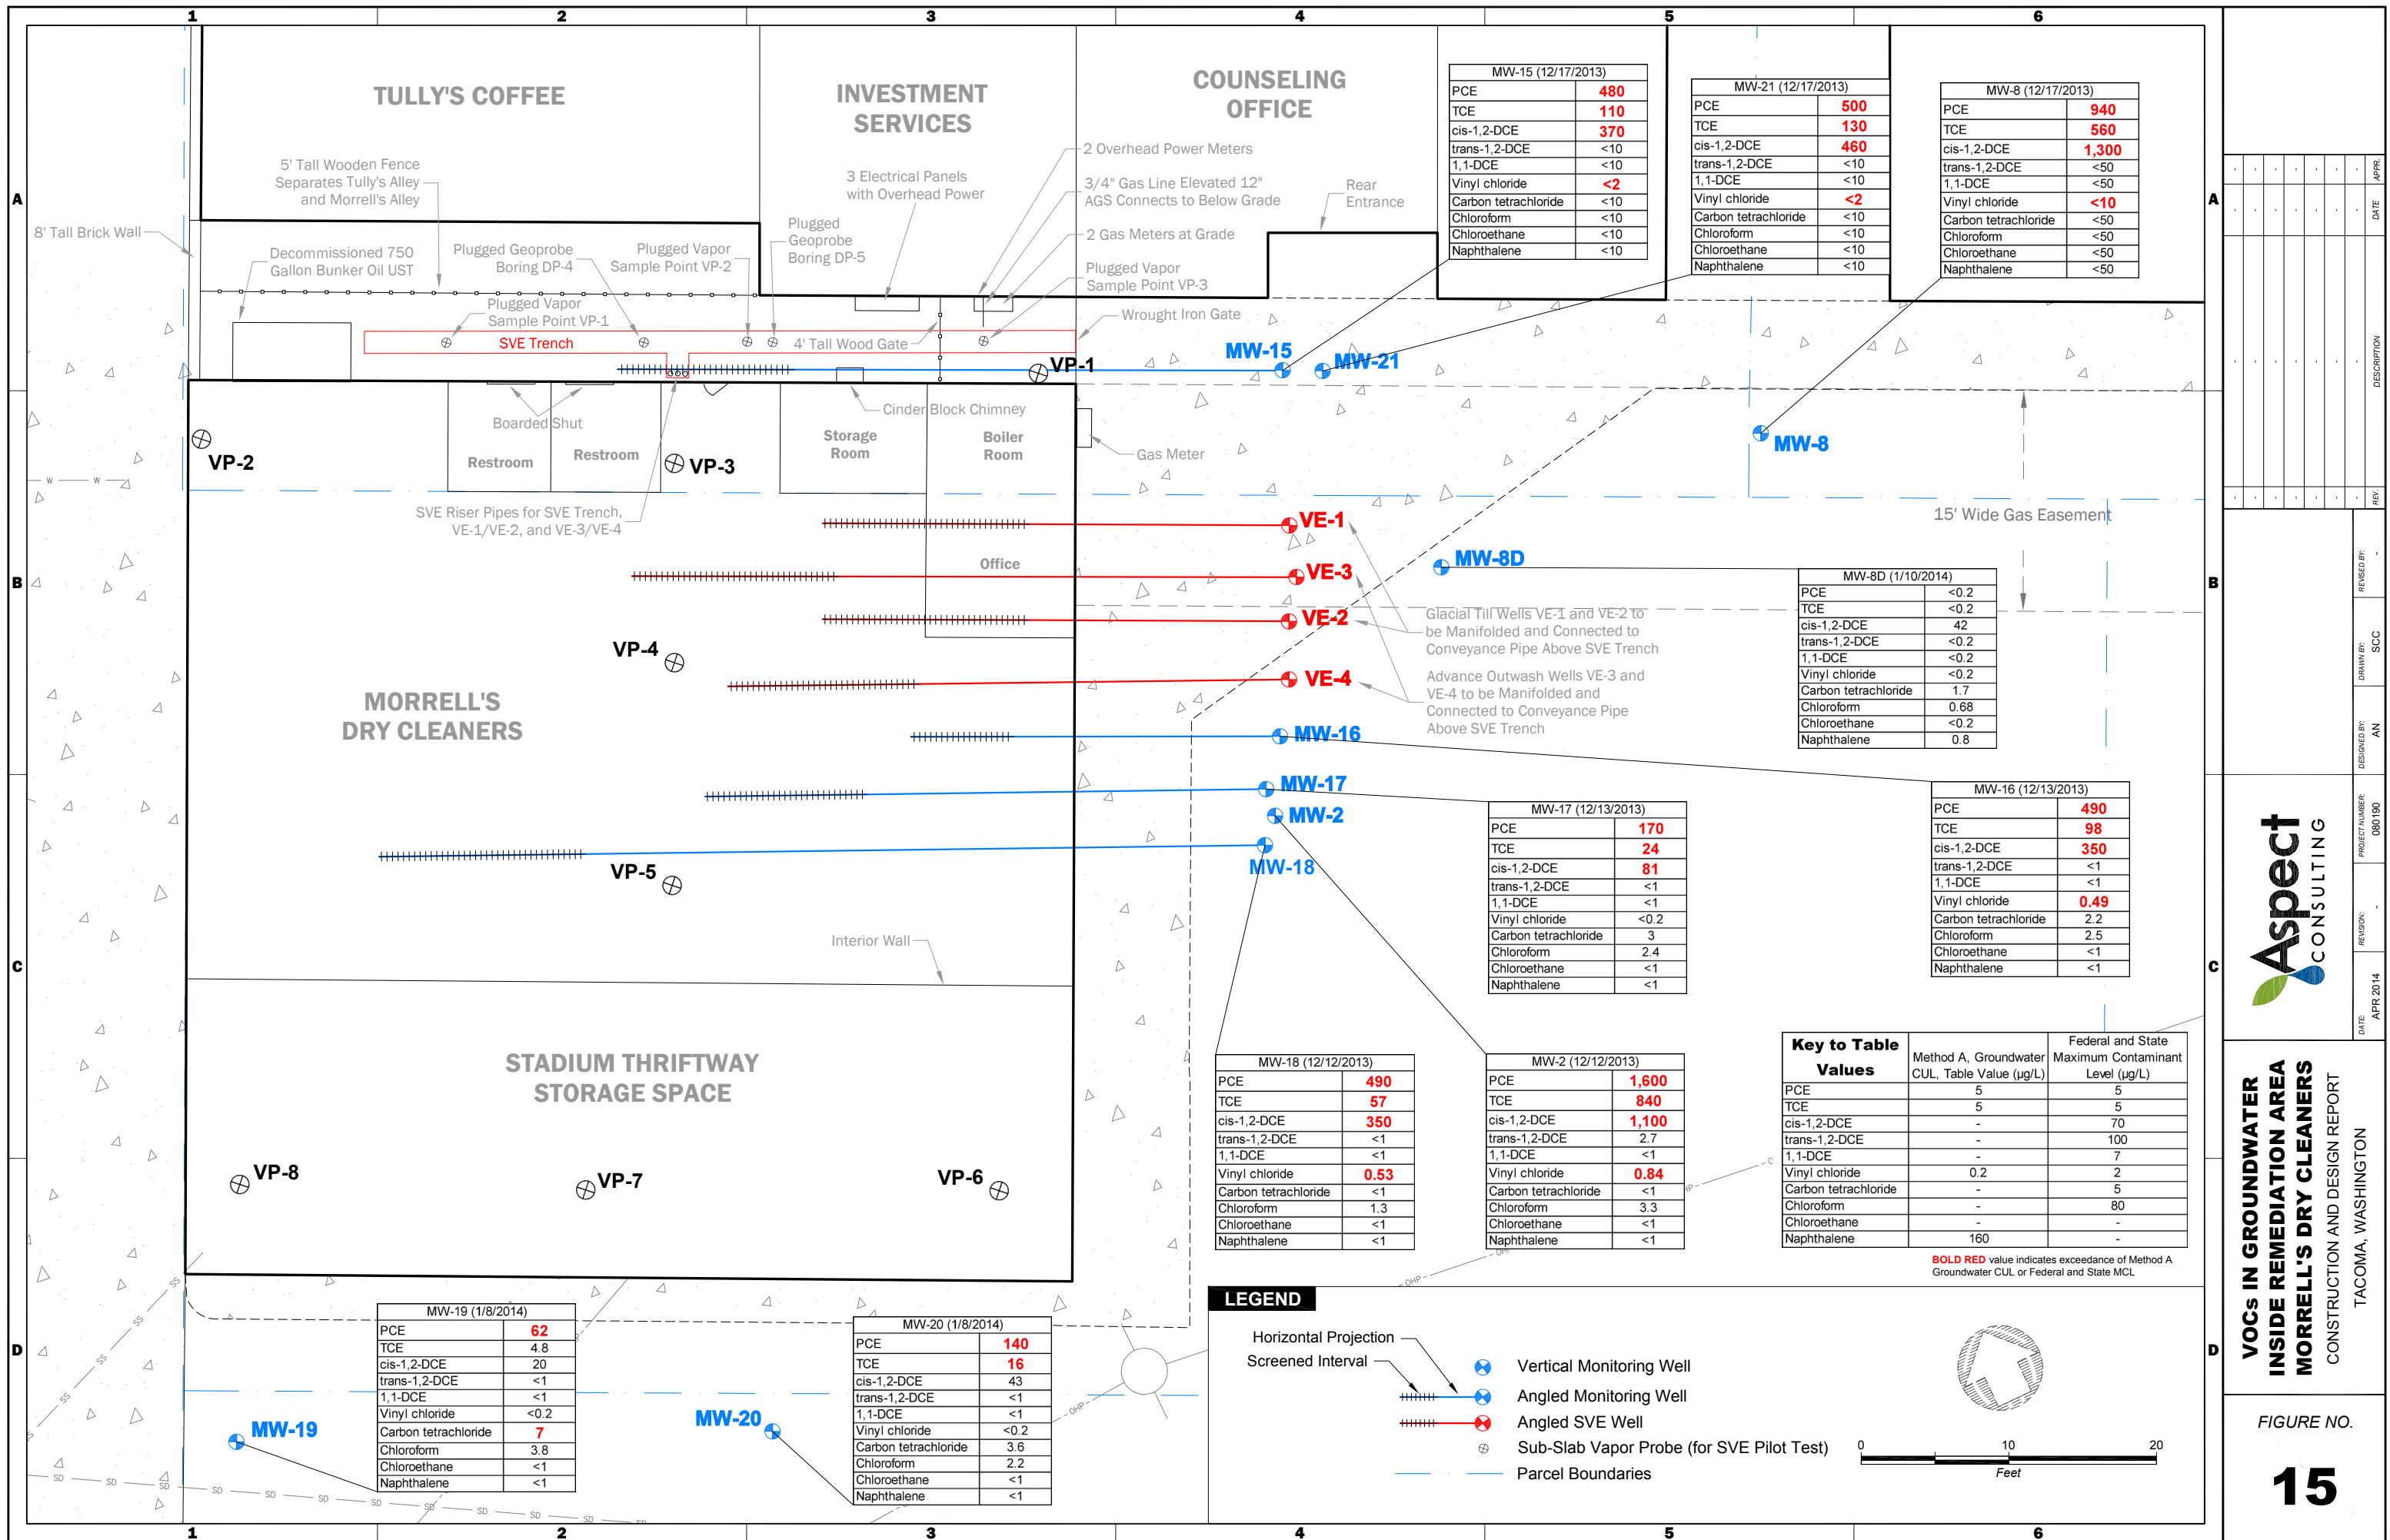 1 2 3 4 5 6
A
B
C
D
TULLY'S COFFEE
INVESTMENT
SERVICES
COUNSELING
OFFICE
5' Tall Wooden Fence
Separates Tully's Alley
and Morrell's Alley
8' Tall Brick Wall
Decommissioned 750
Gallon Bunker Oil UST
Plugged Geoprobe
Boring DP-4
Plugged Vapor
Sample Point VP-2
Plugged
Geoprobe
Boring DP-5
3 Electrical Panels
with Overhead Power
2 Overhead Power Meters
3/4" Gas Line Elevated 12"
AGS Connects to Below Grade
2 Gas Meters at Grade
Plugged Vapor
Sample Point VP-3
Rear
Entrance
Plugged Vapor
Sample Point VP-1
SVE Trench
4' Tall Wood Gate
Wrought Iron Gate
VP-1
MW-15
MW-21
MW-15 (12/17/2013)
PCE 480
TCE 110
cis-1,2-DCE 370
trans-1,2-DCE <10
1,1-DCE <10
Vinyl chloride <2
Carbon tetrachloride <10
Chloroform <10
Chloroethane <10
Naphthalene <10
MW-21 (12/17/2013)
PCE 500
TCE 130
cis-1,2-DCE 460
trans-1,2-DCE <10
1,1-DCE <10
Vinyl chloride <2
Carbon tetrachloride <10
Chloroform <10
Chloroethane <10
Naphthalene <10
MW-8 (12/17/2013)
PCE 940
TCE 560
cis-1,2-DCE 1,300
trans-1,2-DCE <50
1,1-DCE <50
Vinyl chloride <10
Carbon tetrachloride <50
Chloroform <50
Chloroethane <50
Naphthalene <50
Boarded Shut
Restroom
Restroom
Cinder Block Chimney
Storage
Room
Boiler
Room
Gas Meter
MW-8
VP-2
VP-3
W W
SVE Riser Pipes for SVE Trench,
VE-1/VE-2, and VE-3/VE-4
Office
VE-1
VE-3
VE-2
VE-4
MW-8D
15' Wide Gas Easement
Glacial Till Wells VE-1 and VE-2 to
be Manifolded and Connected to
Conveyance Pipe Above SVE Trench
Advance Outwash Wells VE-3 and
VE-4 to be Manifolded and
Connected to Conveyance Pipe
Above SVE Trench
MW-8D (1/10/2014)
PCE <0.2
TCE <0.2
cis-1,2-DCE 42
trans-1,2-DCE <0.2
1,1-DCE <0.2
Vinyl chloride <0.2
Carbon tetrachloride 1.7
Chloroform 0.68
Chloroethane <0.2
Naphthalene 0.8
VP-4
MORRELL'S
DRY CLEANERS
MW-16
MW-17
MW-2
MW-18
VP-5
Interior Wall
MW-17 (12/13/2013)
PCE 170
TCE 24
cis-1,2-DCE 81
trans-1,2-DCE <1
1,1-DCE <1
Vinyl chloride <0.2
Carbon tetrachloride 3
Chloroform 2.4
Chloroethane <1
Naphthalene <1
MW-16 (12/13/2013)
PCE 490
TCE 98
cis-1,2-DCE 350
trans-1,2-DCE <1
1,1-DCE <1
Vinyl chloride 0.49
Carbon tetrachloride 2.2
Chloroform 2.5
Chloroethane <1
Naphthalene <1
STADIUM THRIFTWAY
STORAGE SPACE
VP-8
VP-7
VP-6
MW-18 (12/12/2013)
PCE 490
TCE 57
cis-1,2-DCE 350
trans-1,2-DCE <1
1,1-DCE <1
Vinyl chloride 0.53
Carbon tetrachloride <1
Chloroform 1.3
Chloroethane <1
Naphthalene <1
MW-2 (12/12/2013)
PCE 1,600
TCE 840
cis-1,2-DCE 1,100
trans-1,2-DCE 2.7
1,1-DCE <1
Vinyl chloride 0.84
Carbon tetrachloride <1
Chloroform 3.3
Chloroethane <1
Naphthalene <1
Key to Table
Values
Method A, Groundwater
CUL, Table Value (µg/L)
Federal and State
Maximum Contaminant
Level (µg/L)
PCE 5 5
TCE 5 5
cis-1,2-DCE - 70
trans-1,2-DCE - 100
1,1-DCE - 7
Vinyl chloride 0.2 2
Carbon tetrachloride - 5
Chloroform - 80
Chloroethane - -
Naphthalene 160 -
BOLD RED value indicates exceedance of Method A
Groundwater CUL or Federal and State MCL
MW-19
MW-19 (1/8/2014)
PCE 62
TCE 4.8
cis-1,2-DCE 20
trans-1,2-DCE <1
1,1-DCE <1
Vinyl chloride <0.2
Carbon tetrachloride 7
Chloroform 3.8
Chloroethane <1
Naphthalene <1
MW-20
MW-20 (1/8/2014)
PCE 140
TCE 16
cis-1,2-DCE 43
trans-1,2-DCE <1
1,1-DCE <1
Vinyl chloride <0.2
Carbon tetrachloride 3.6
Chloroform 2.2
Chloroethane <1
Naphthalene <1
SS SS SS SS
SD SD SD SD SD SD SD SD SD
OHP OHP
LEGEND
Horizontal Projection
Screened Interval
Vertical Monitoring Well
Angled Monitoring Well
Angled SVE Well
Sub-Slab Vapor Probe (for SVE Pilot Test)
Parcel Boundaries
0 10 20
Feet
1 2 3 4 5 6
A
B
C
D
APPR.
DATE
DESCRIPTION
REV.
REVISED BY:
-
DRAWN BY:
SCC
DESIGNED BY:
AN
PROJECT NUMBER:
080190
REVISION:
-
DATE:
APR 2014
Aspect
CONSULTING
VOCs IN GROUNDWATER
INSIDE REMEDIATION AREA
MORRELL'S DRY CLEANERS
CONSTRUCTION AND DESIGN REPORT
TACOMA, WASHINGTON
FIGURE NO.
15